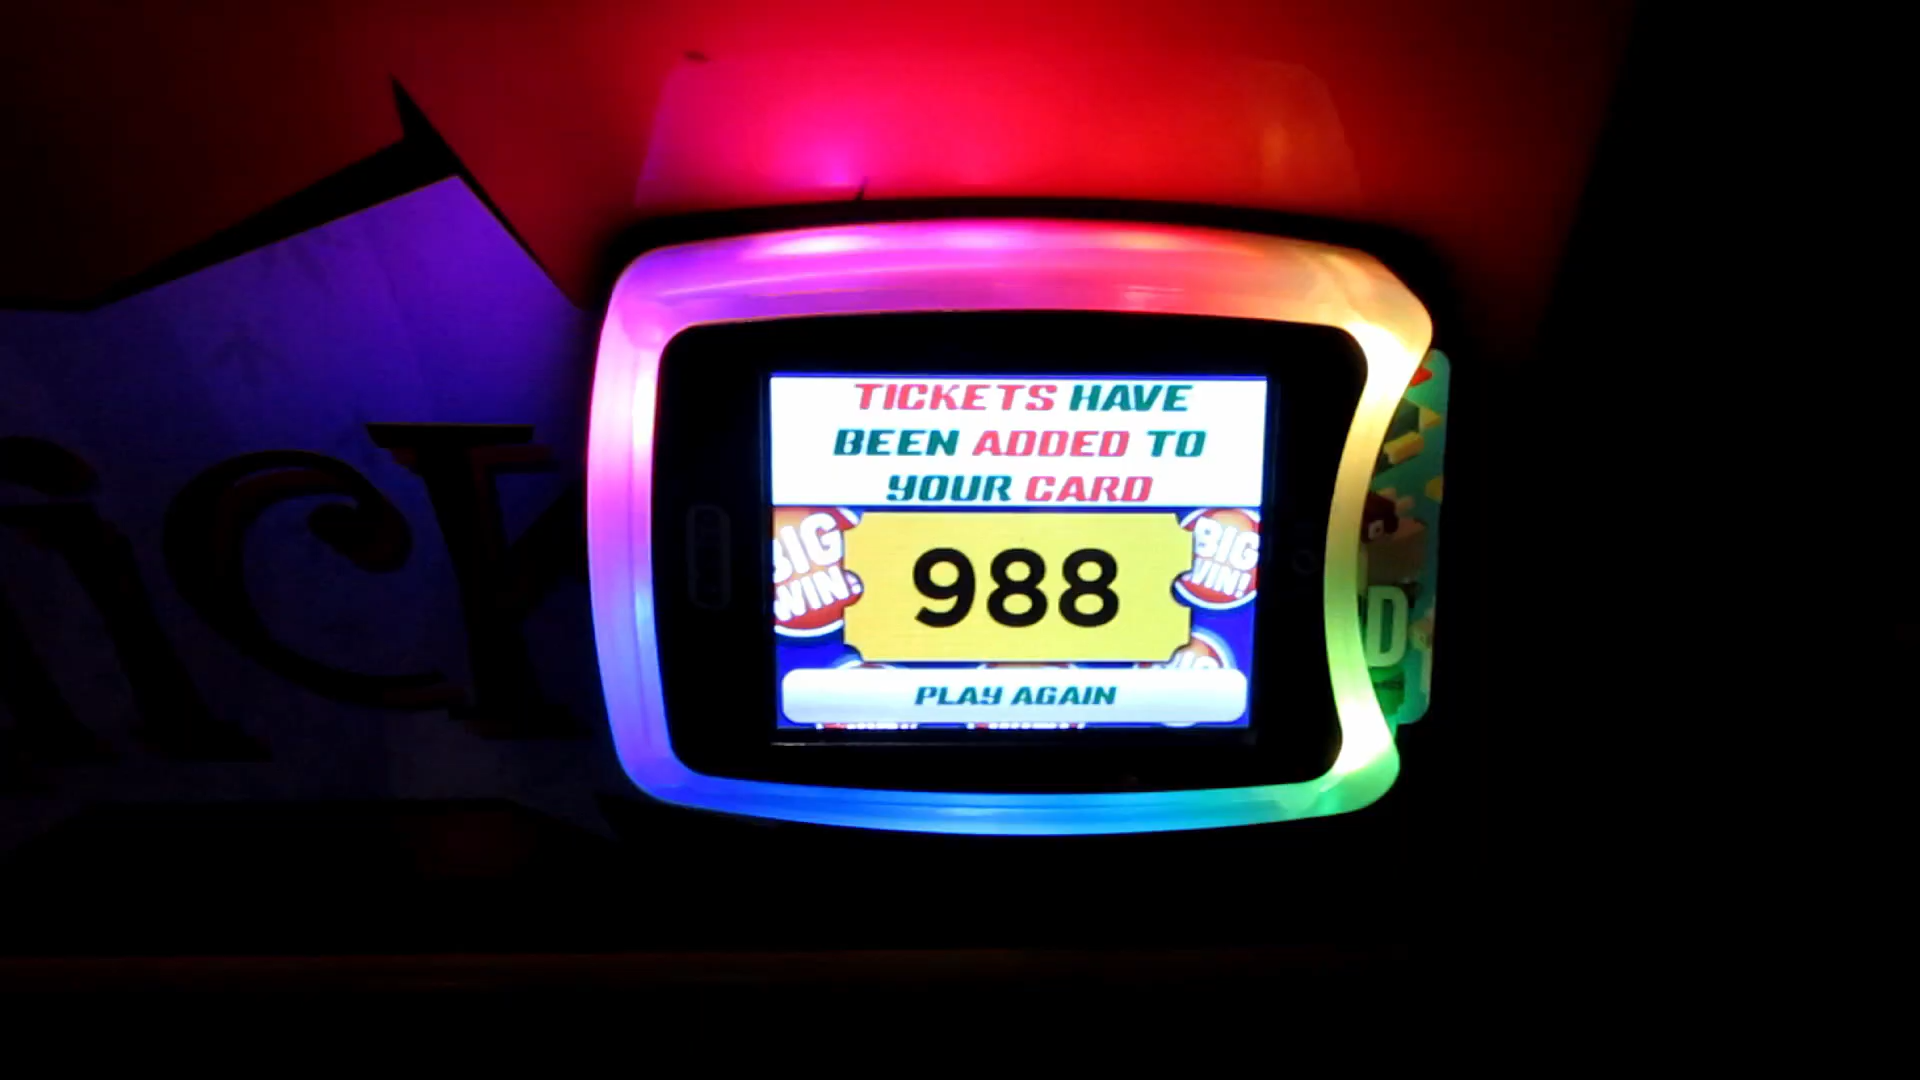 TICKETS HAVE
BEEN ADDED TO
YOUR CARD
BIG
WIN!
988
BIG
WIN!
PLAY AGAIN